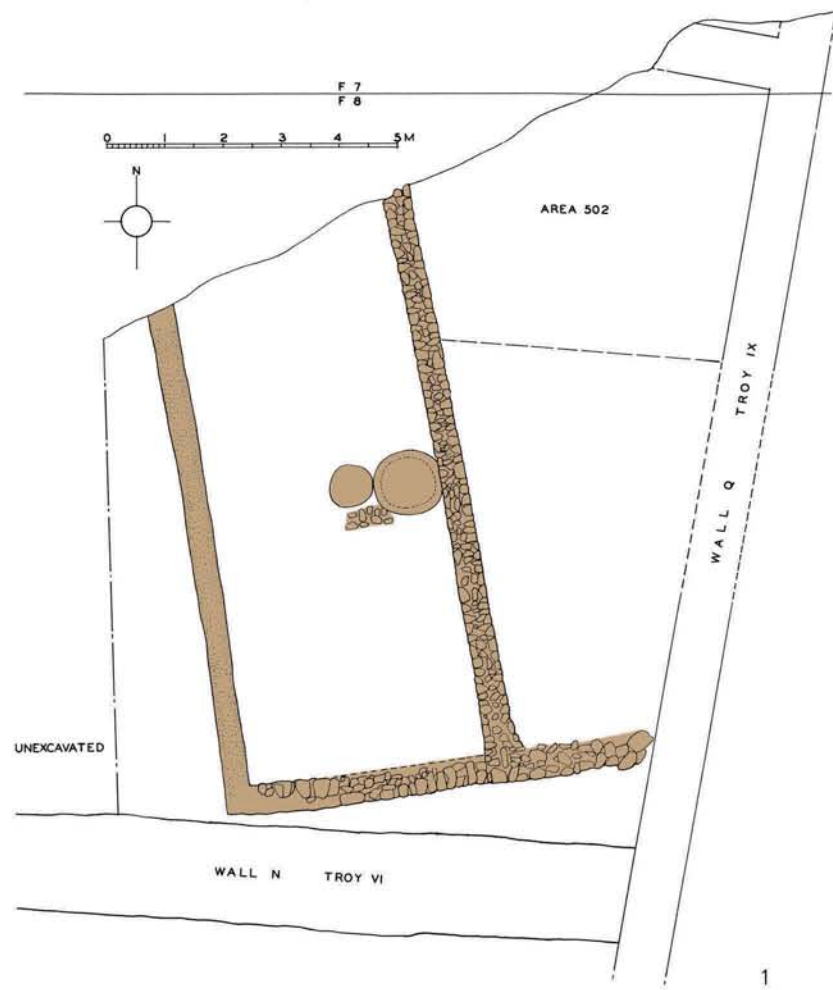 F 7
F 8
0 1 2 3 4 5 M
N
AREA 502
WALL Q TROY IX
UNEXCAVATED
WALL N TROY VI
1